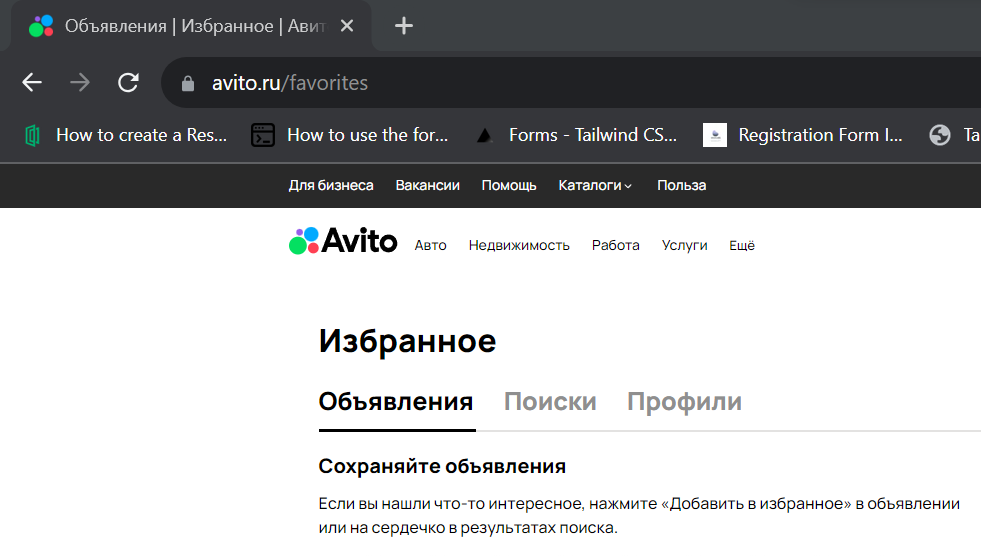 Объявления | Избранное | Авит
avito.ru/favorites
How to create a Res... How to use the for... Forms - Tailwind CS... Registration Form I... Ta
Для бизнеса Вакансии Помощь Каталоги Польза
Avito Авто Недвижимость Работа Услуги Ещё
Избранное
Объявления Поиски Профили
Сохраняйте объявления
Если вы нашли что-то интересное, нажмите «Добавить в избранное» в объявлении
или на сердечко в результатах поиска.